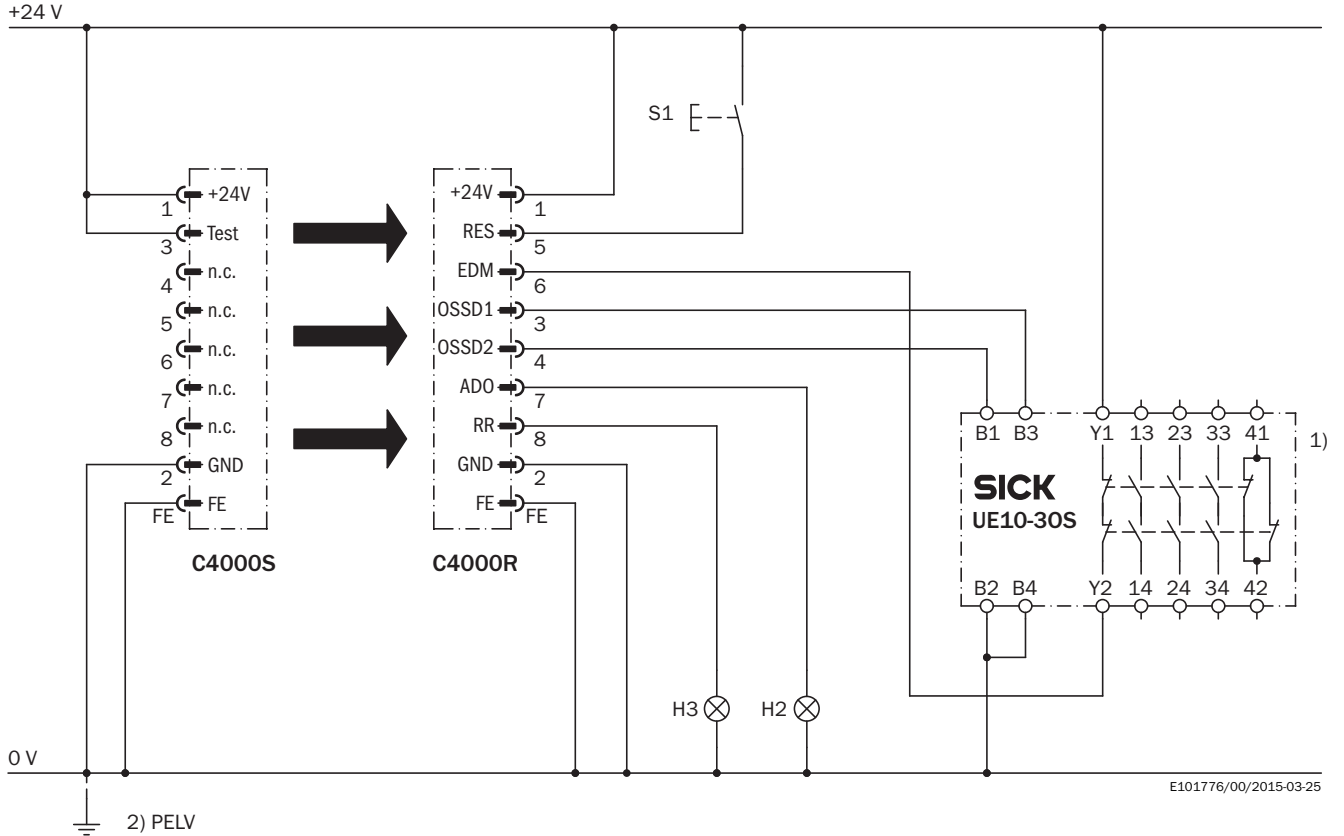 +24 V
S1
+24V
1
Test
3
n.c.
4
n.c.
5
n.c.
6
n.c.
7
n.c.
8
GND
2
FE
FE
C4000S
+24V
1
RES
5
EDM
6
OSSD1
3
OSSD2
4
ADO
7
RR
8
GND
2
FE
FE
C4000R
B1 B3 Y1 13 23 33 41
1)
SICK
UE10-30S
B2 B4 Y2 14 24 34 42
H3
H2
0 V
E101776/00/2015-03-25
2) PELV